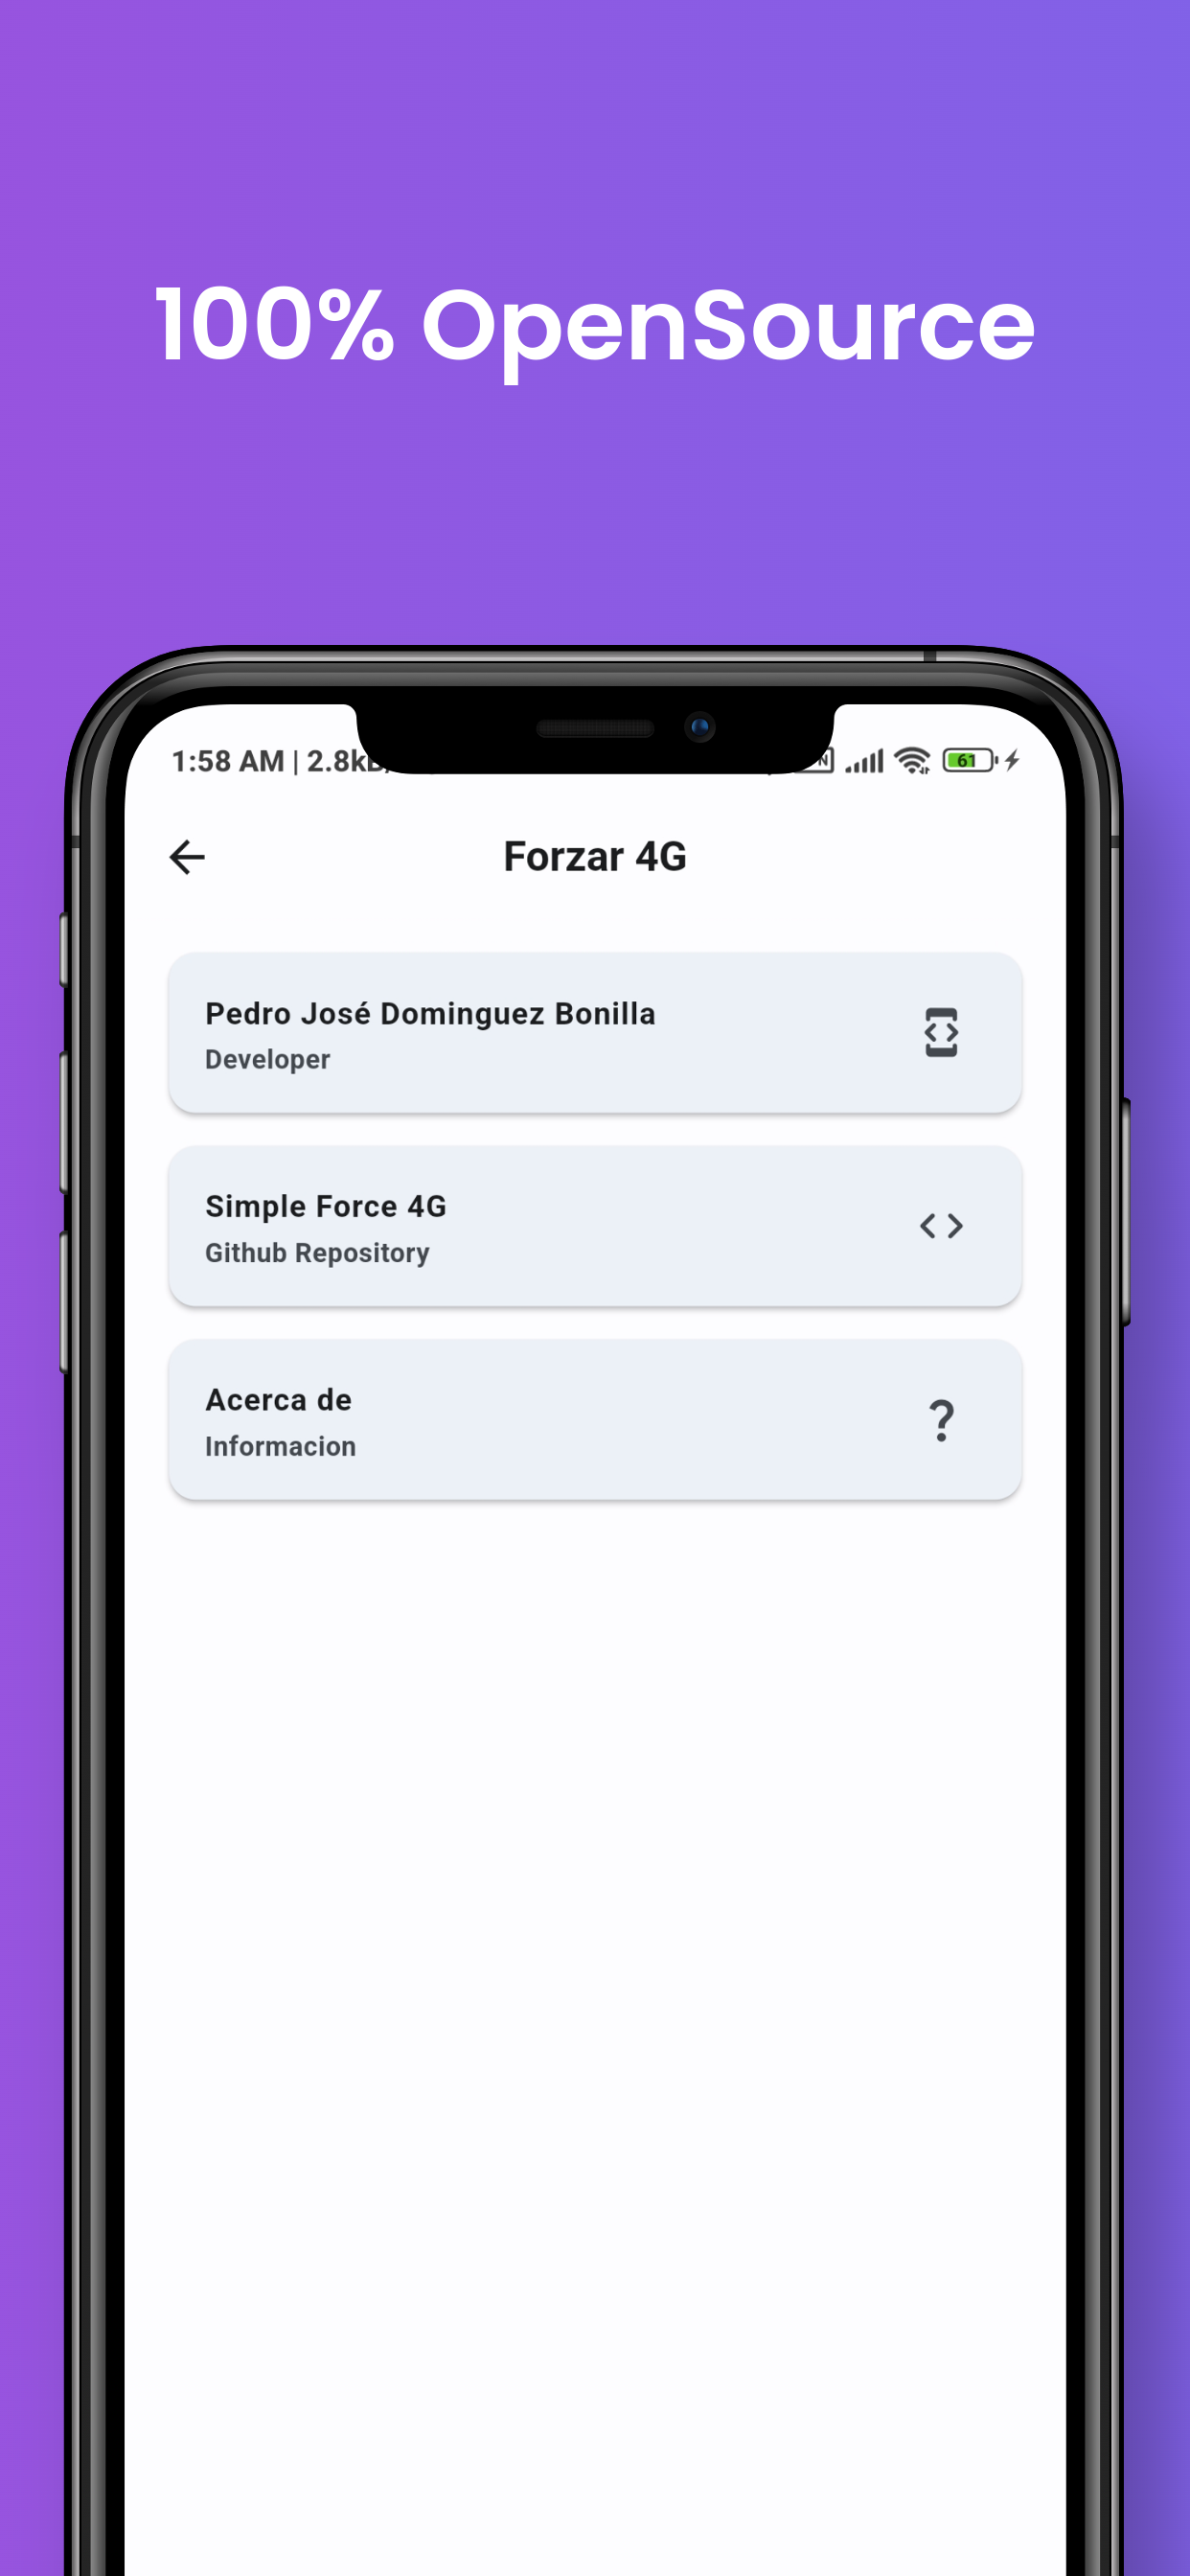 100% OpenSource
1:58 AM | 2.8k
61
Forzar 4G
Pedro José Dominguez Bonilla
Developer
Simple Force 4G
Github Repository
Acerca de
Informacion